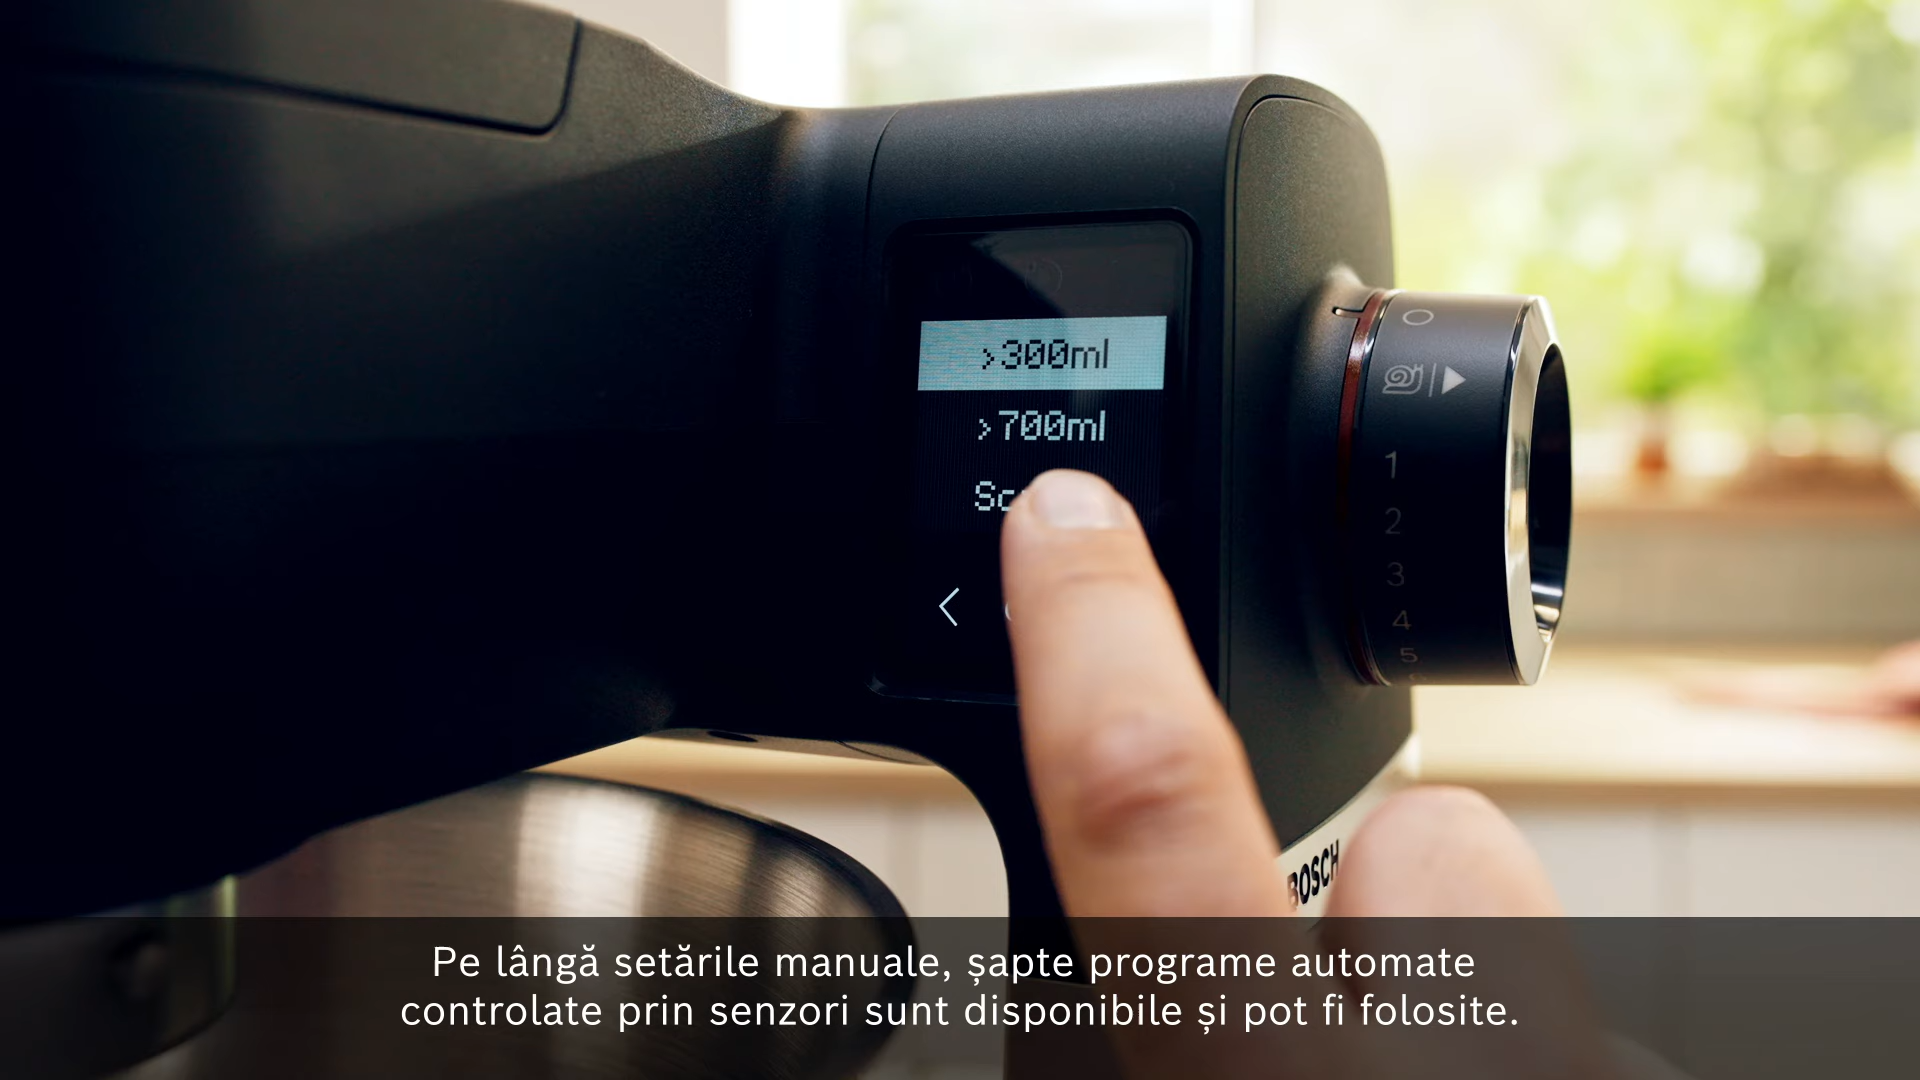 >300ml
>700ml
1
2
3
4
5
BOSCH
Pe lângă setările manuale, șapte programe automate
controlate prin senzori sunt disponibile și pot fi folosite.